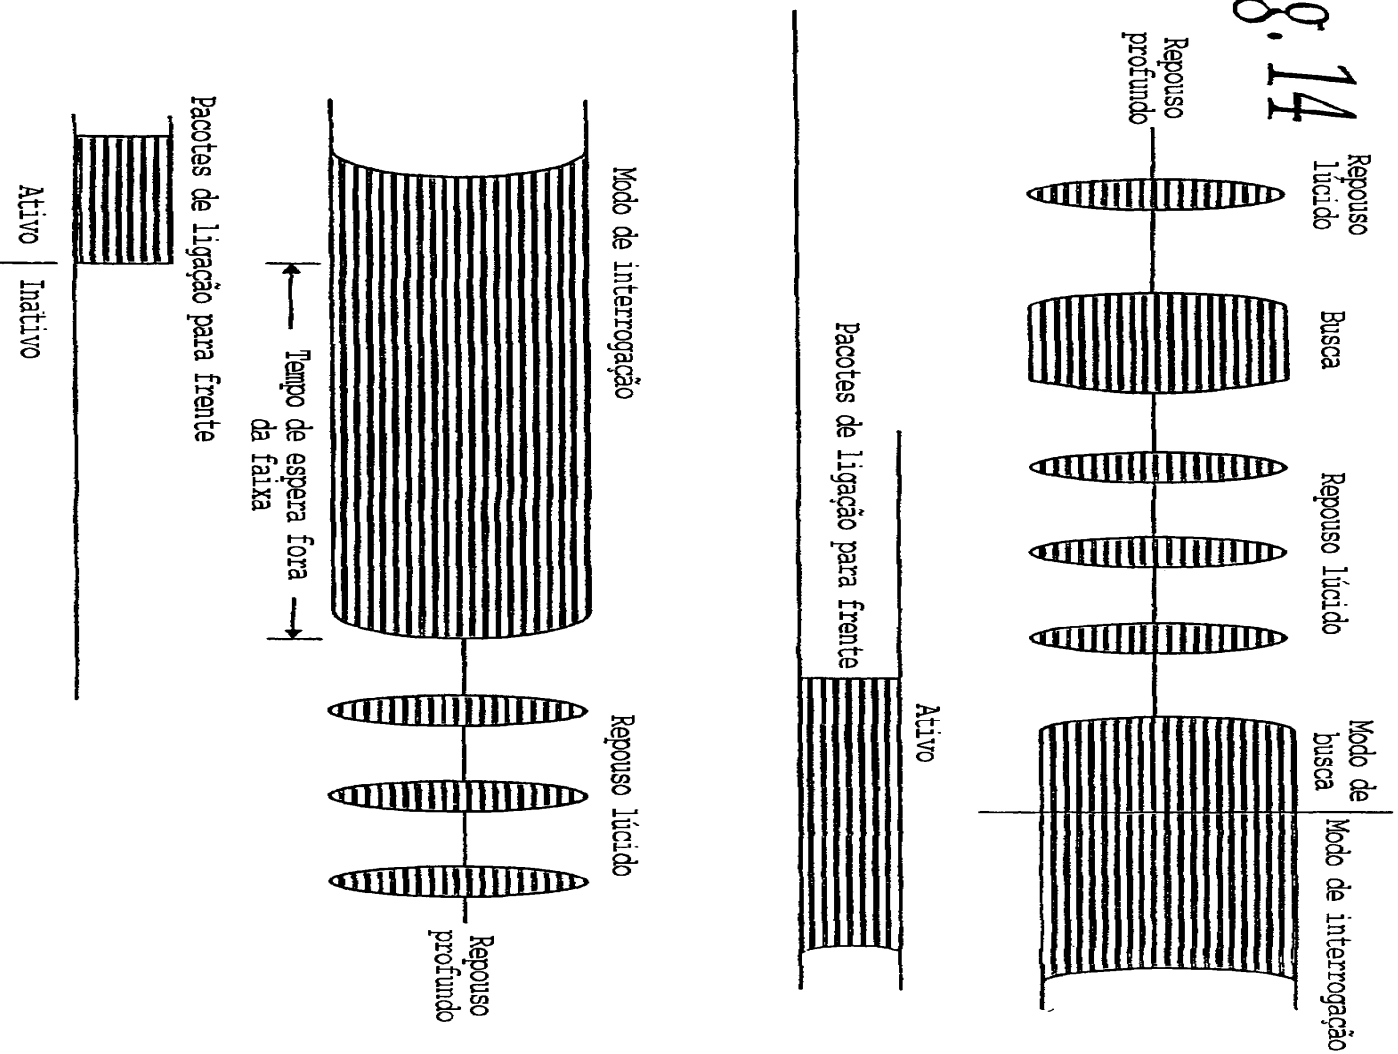 g. 14
Repouso
profundo
Repouso
lúcido
Busca
Repouso lúcido
Modo de
busca
Modo de interrogação
Ativo
Pacotes de ligação para frente
Modo de interrogação
Repouso lúcido
Repouso
profundo
Tempo de espera fora
da faixa
Pacotes de ligação para frente
Ativo
Inativo